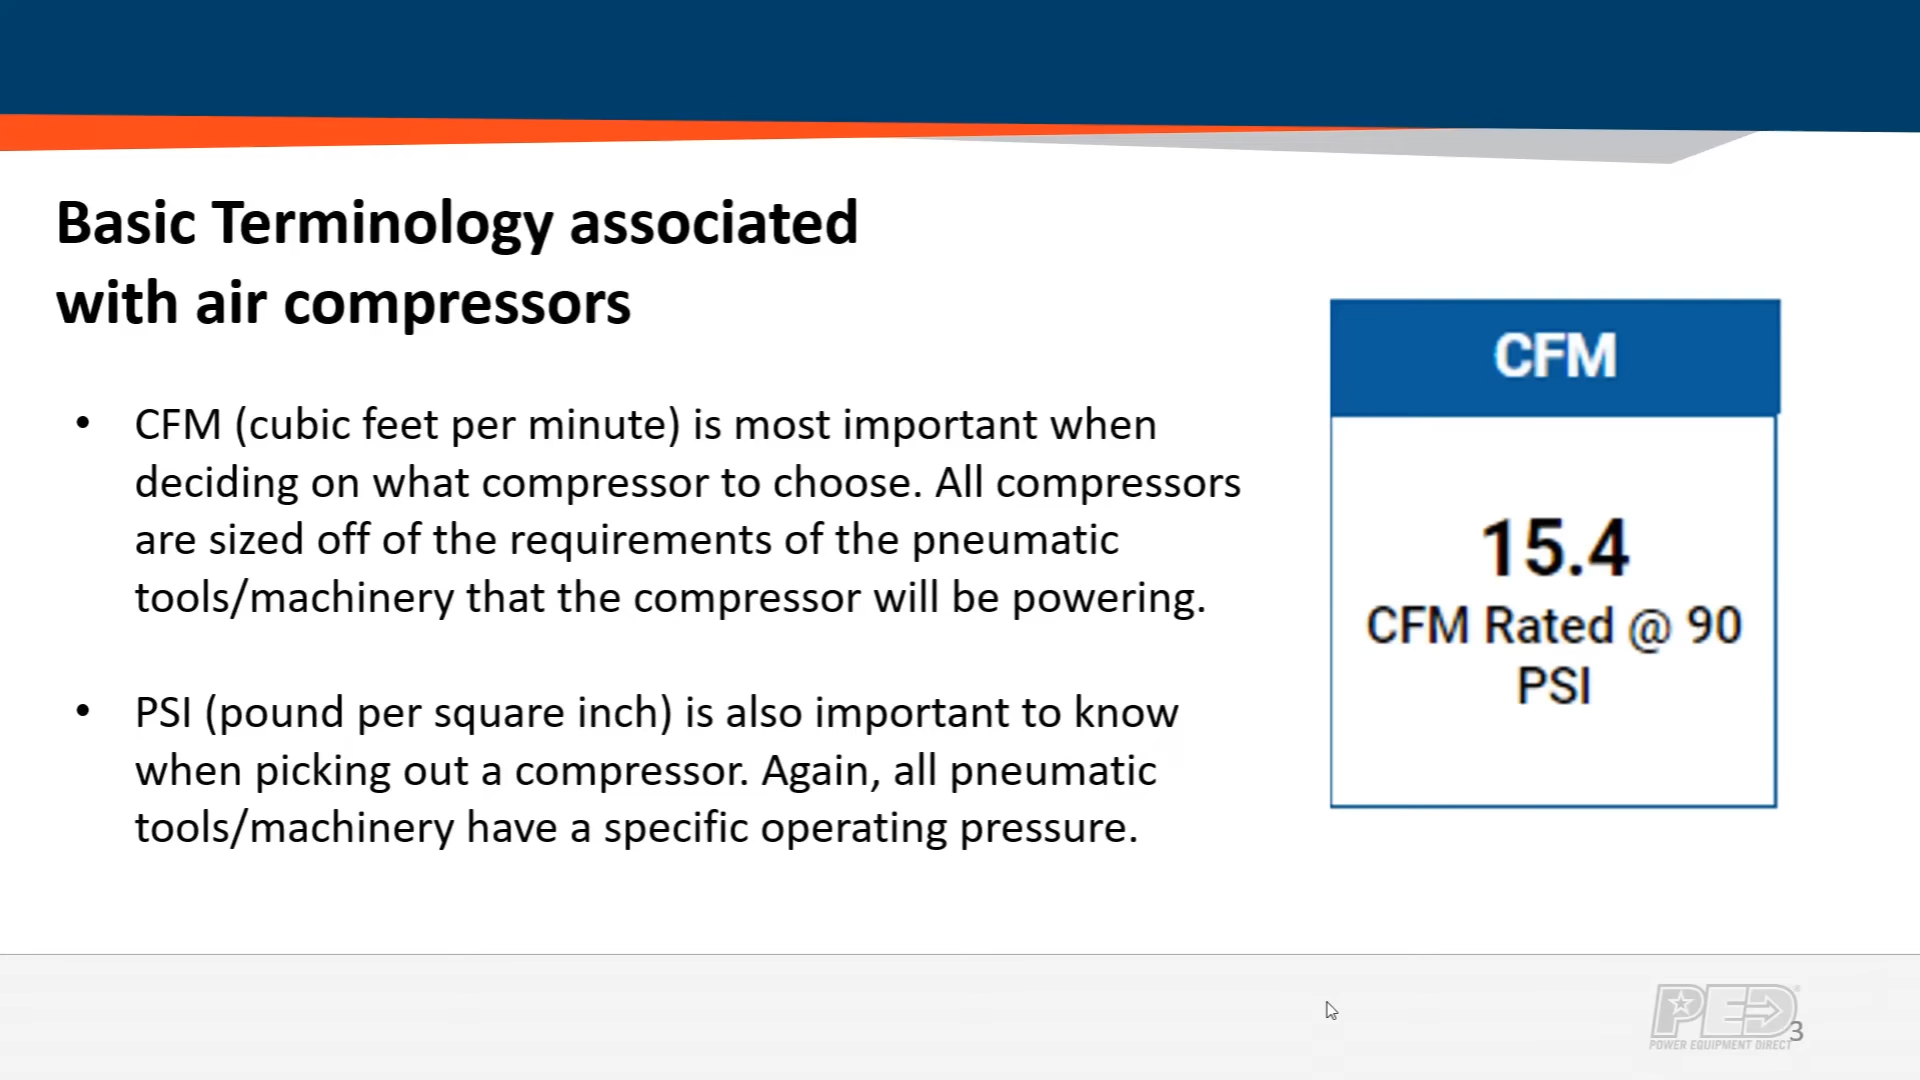 Basic Terminology associated
with air compressors
• CFM (cubic feet per minute) is most important when
deciding on what compressor to choose. All compressors
are sized off of the requirements of the pneumatic
tools/machinery that the compressor will be powering.
• PSI (pound per square inch) is also important to know
when picking out a compressor. Again, all pneumatic
tools/machinery have a specific operating pressure.
CFM
15.4
CFM Rated @ 90
PSI
PED®
POWER EQUIPMENT DIRECT
3